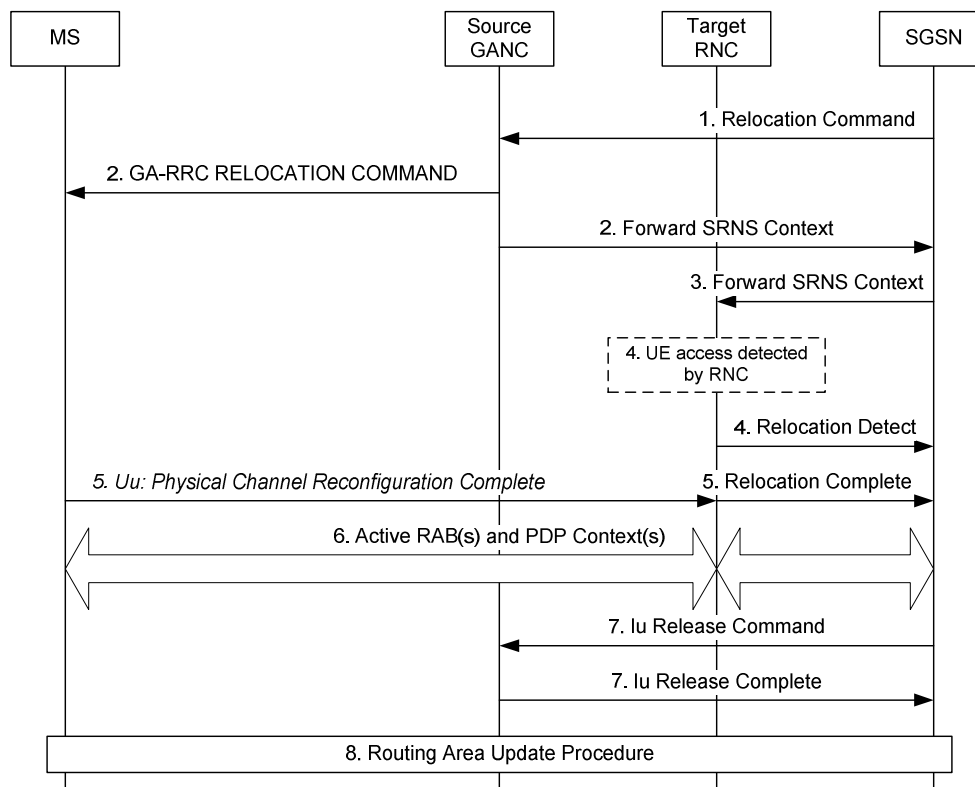 MS
Source
GANC
Target
RNC
SGSN
1. Relocation Command
2. GA-RRC RELOCATION COMMAND
2. Forward SRNS Context
3. Forward SRNS Context
4. UE access detected
by RNC
4. Relocation Detect
5. Uu: Physical Channel Reconfiguration Complete
5. Relocation Complete
6. Active RAB(s) and PDP Context(s)
7. Iu Release Command
7. Iu Release Complete
8. Routing Area Update Procedure